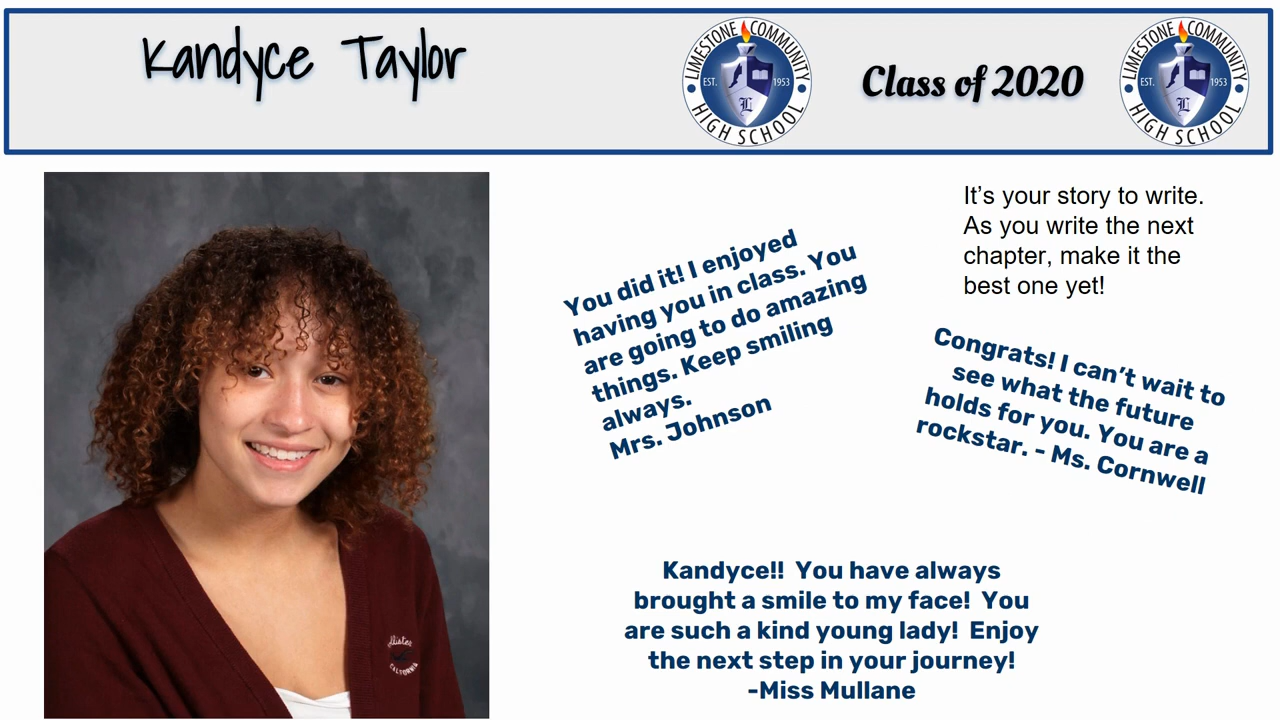 Kandyce Taylor
LIMESTONE COMMUNITY
EST. 1953
L
HIGH SCHOOL
Class of 2020
LIMESTONE COMMUNITY
EST. 1953
L
HIGH SCHOOL
It’s your story to write.
As you write the next
chapter, make it the
best one yet!
You did it! I enjoyed
having you in class. You
are going to do amazing
things. Keep smiling
always.
Mrs. Johnson
Congrats! I can’t wait to
see what the future
holds for you. You are a
rockstar. - Ms. Cornwell
Kandyce!!  You have always
brought a smile to my face!  You
are such a kind young lady!  Enjoy
the next step in your journey!
-Miss Mullane
CALIFORNIA